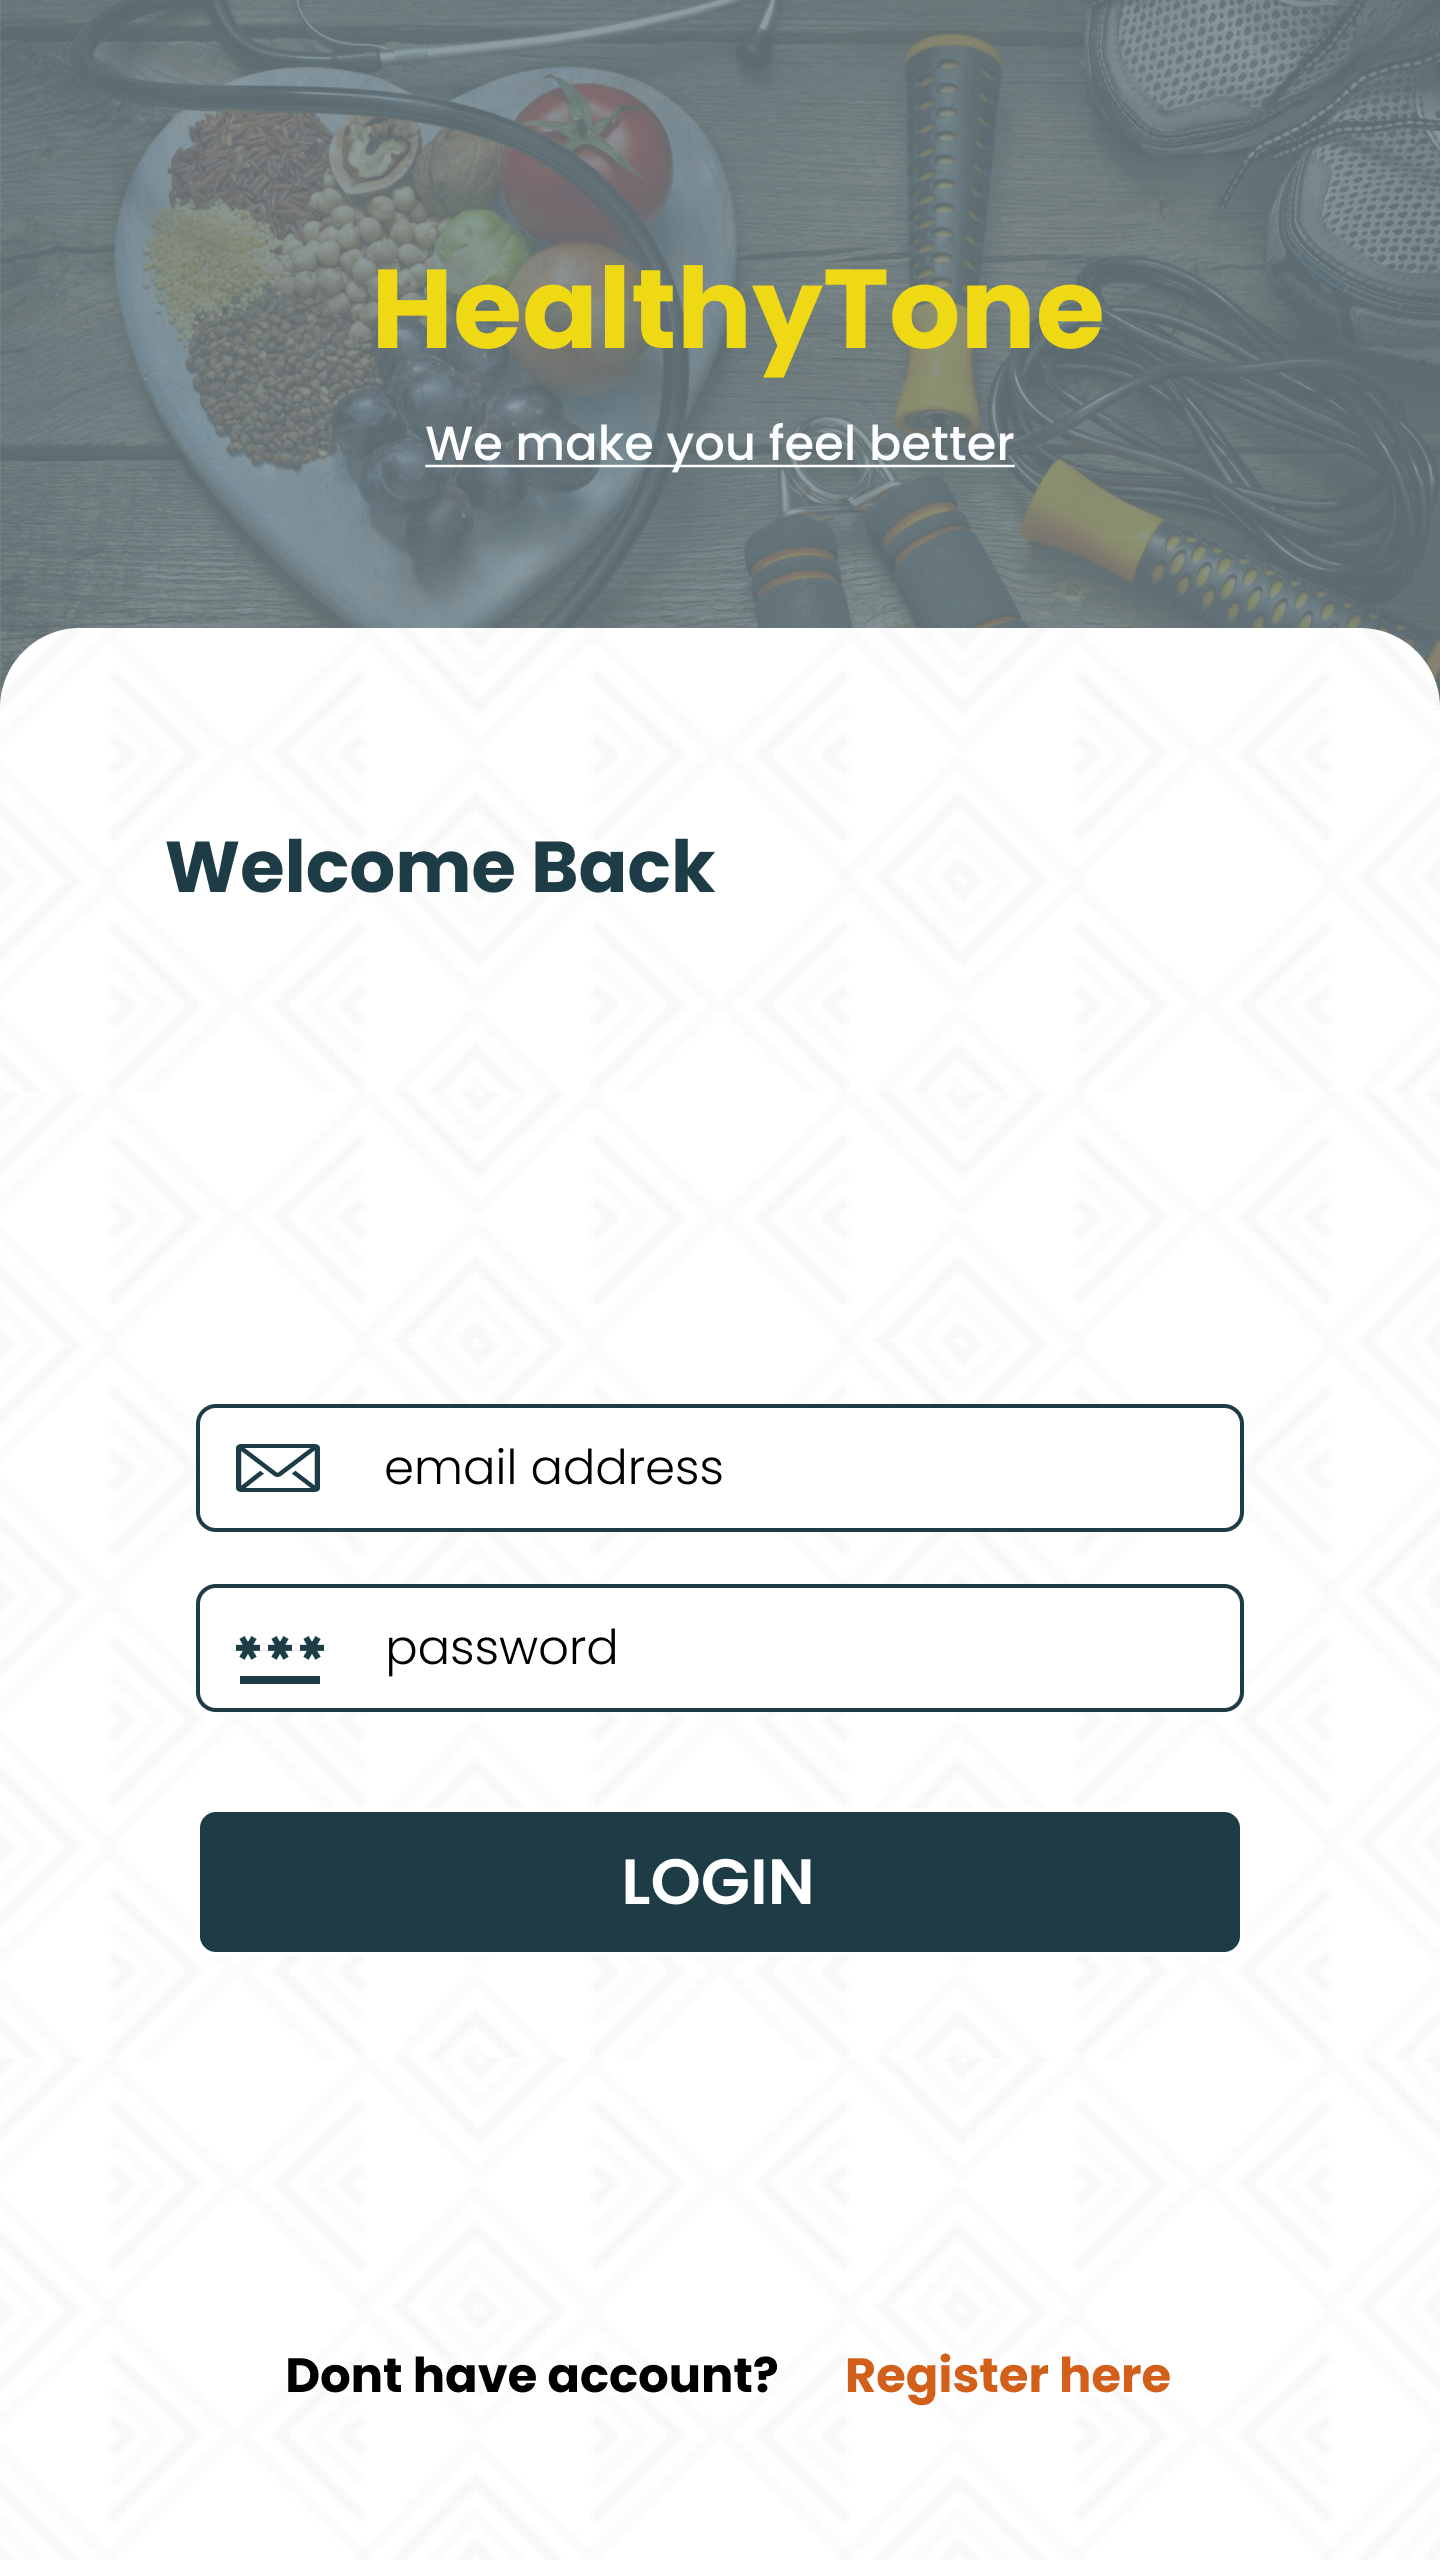 HealthyTone
We make you feel better
Welcome Back
email address
*** password
LOGIN
Dont have account? Register here